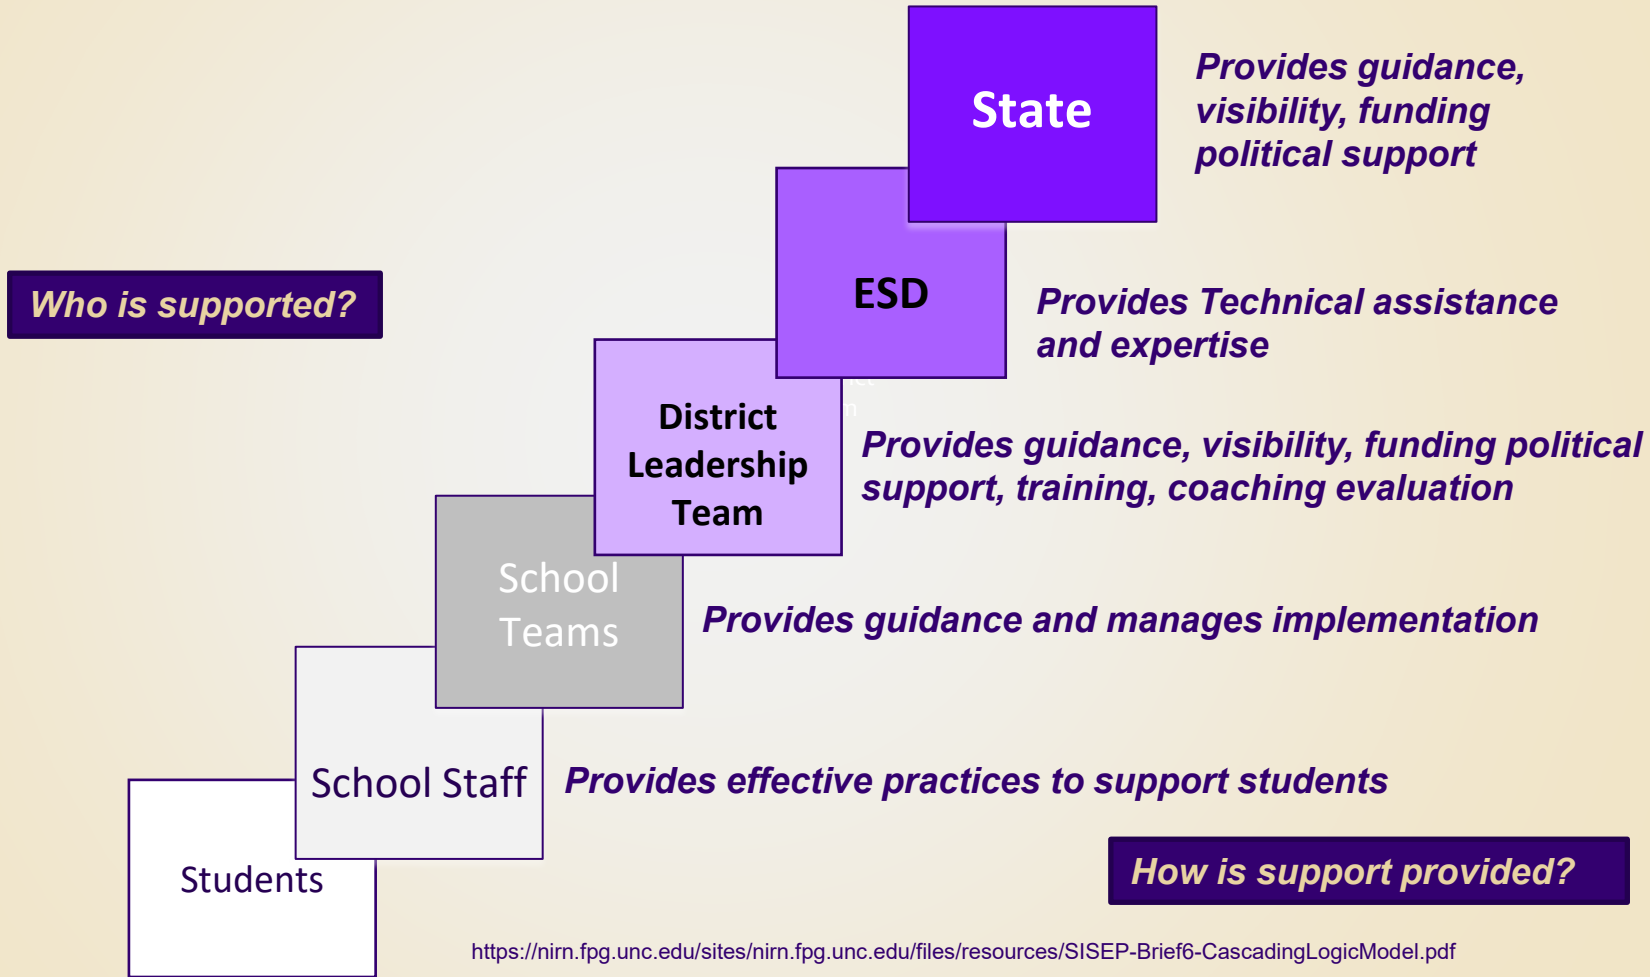 State
Provides guidance,
visibility, funding
political support
Who is supported?
ESD
Provides Technical assistance
and expertise
District
Leadership
Team
Provides guidance, visibility, funding political
support, training, coaching evaluation
School
Teams
Provides guidance and manages implementation
School Staff
Provides effective practices to support students
Students
How is support provided?
https://nirn.fpg.unc.edu/sites/nirn.fpg.unc.edu/files/resources/SISEP-Brief6-CascadingLogicModel.pdf